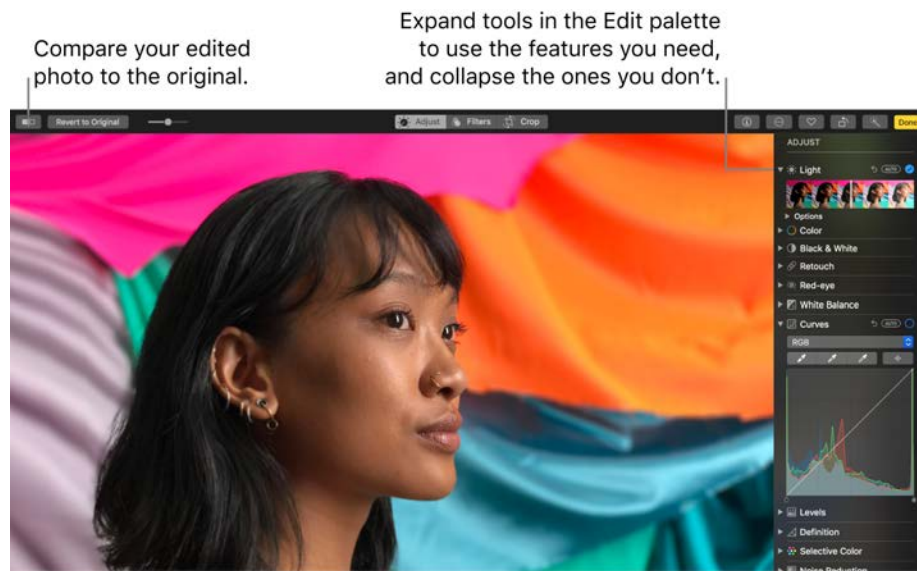 Compare your edited
photo to the original.
Expand tools in the Edit palette
to use the features you need,
and collapse the ones you don't.
Revert to Original
Adjust
Filters
Crop
Done
ADJUST
Light
AUTO
Options
Color
Black & White
Retouch
Red-eye
White Balance
Curves
AUTO
RGB
Levels
Definition
Selective Color
Noise Reduction